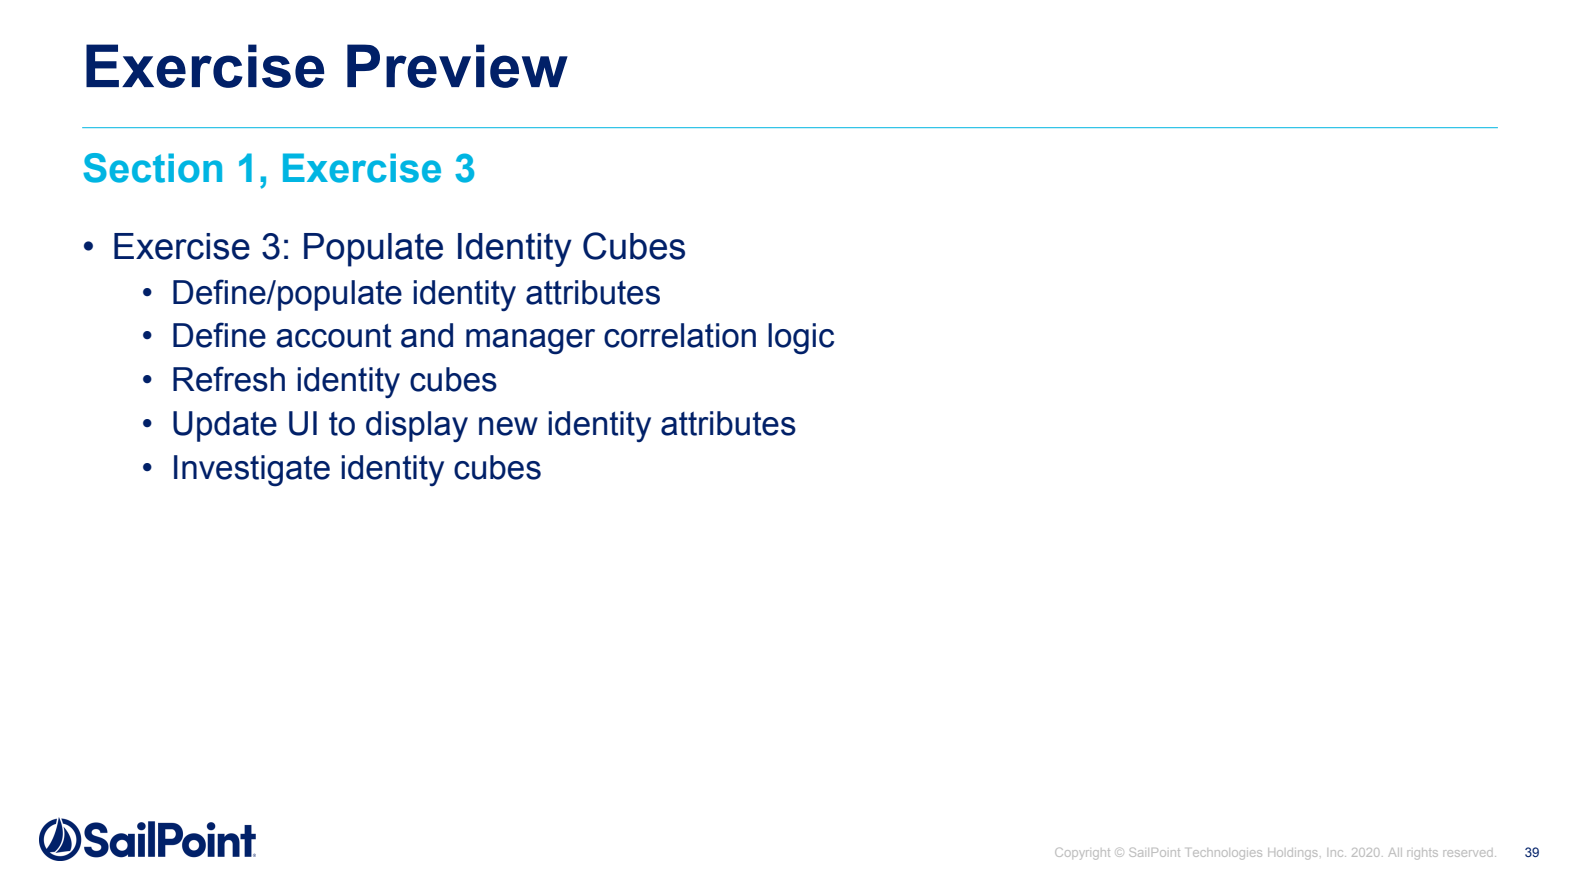 Exercise Preview
Section 1, Exercise 3
• Exercise 3: Populate Identity Cubes
• Define/populate identity attributes
• Define account and manager correlation logic
• Refresh identity cubes
• Update UI to display new identity attributes
• Investigate identity cubes
SailPoint
Copyright © SailPoint Technologies Holdings, Inc. 2020. All rights reserved. 39